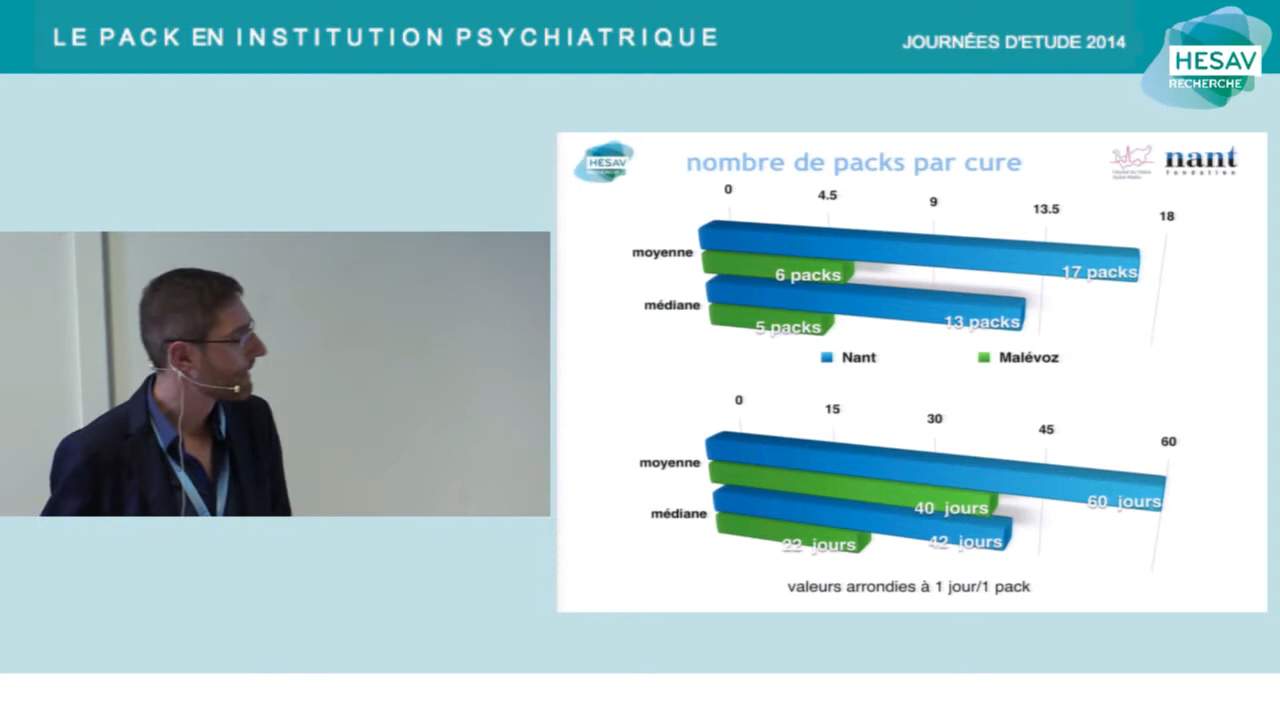 LE PACK EN INSTITUTION PSYCHIATRIQUE
JOURNÉES D'ETUDE 2014
HESAV
RECHERCHE
HESAV
nombre de packs par cure
nant
fondation
0
4.5
9
13.5
18
moyenne
17 packs
6 packs
médiane
13 packs
5 packs
Nant
Malévoz
0
15
30
45
60
moyenne
60 jours
40 jours
médiane
42 jours
22 jours
valeurs arrondies à 1 jour/1 pack